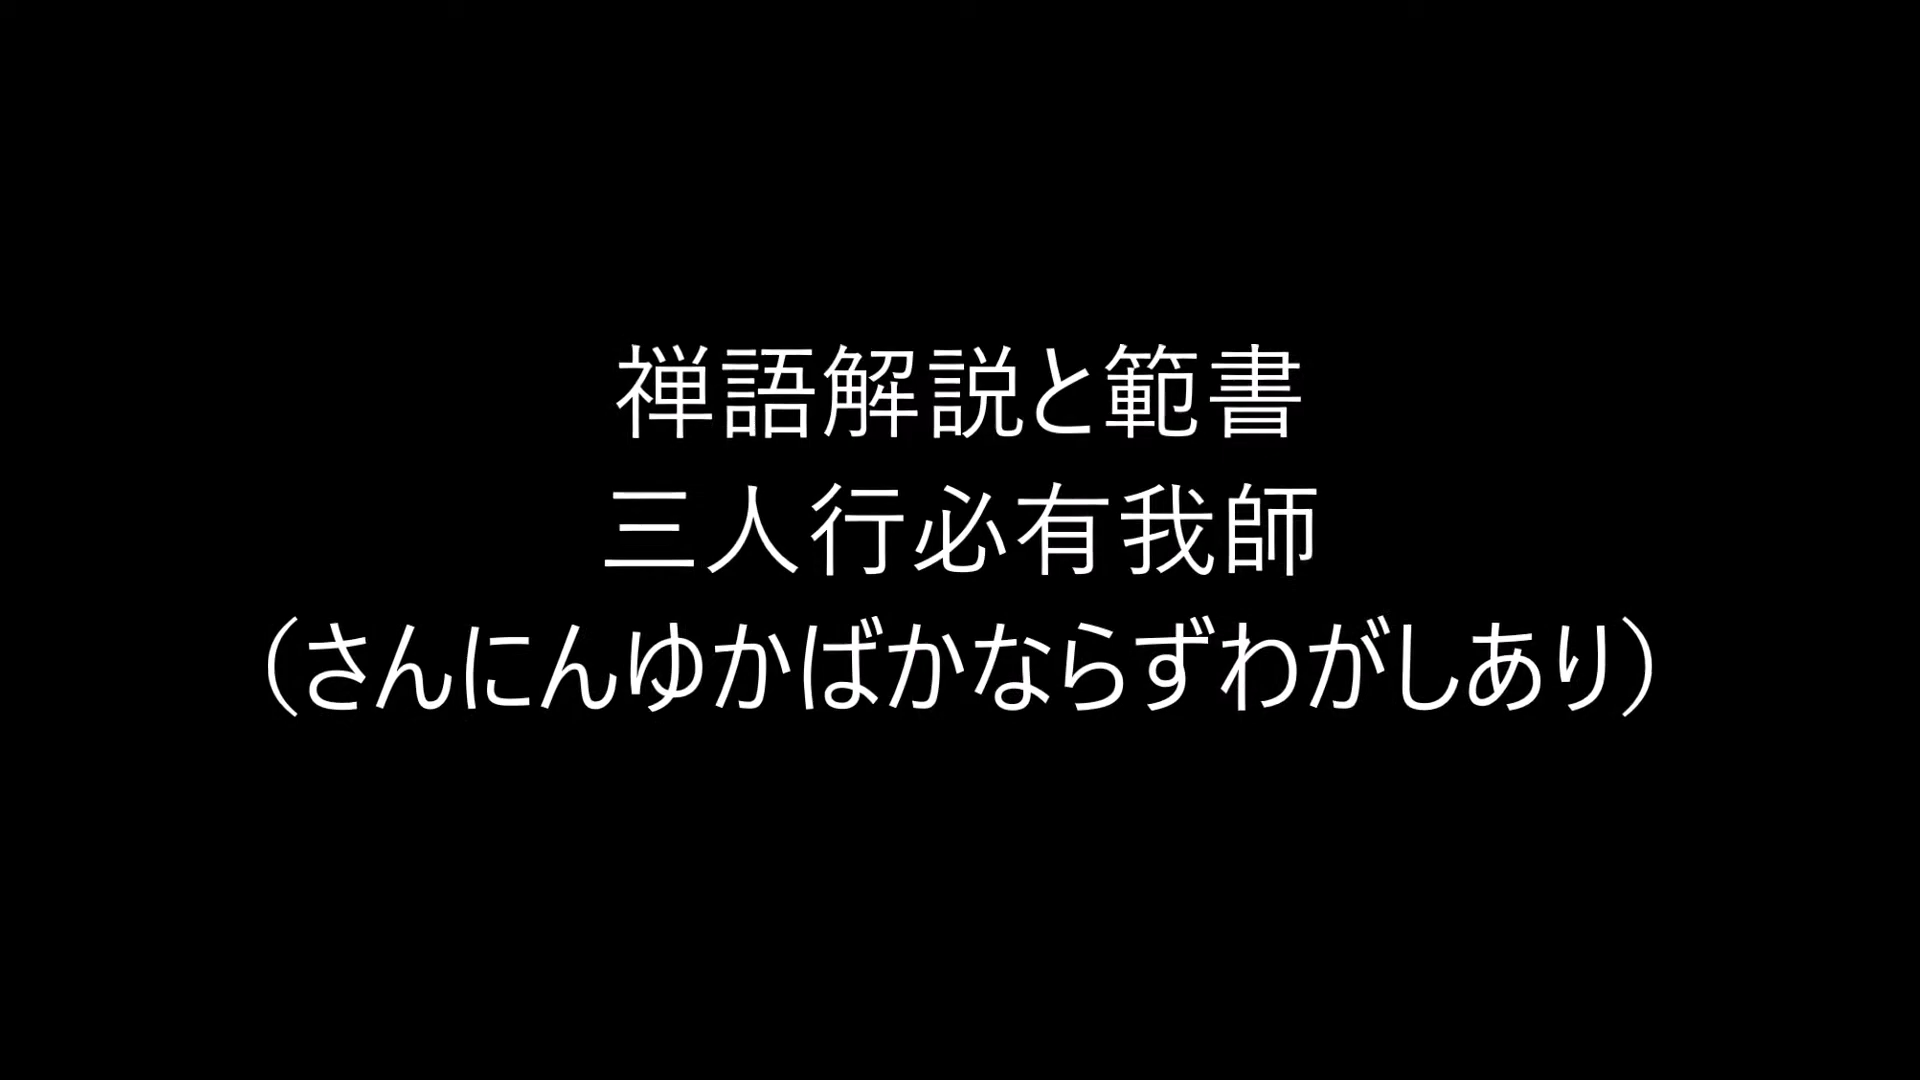 禅語解説と範書
三人行必有我師
（さんにんゆかばかならずわがしあり）